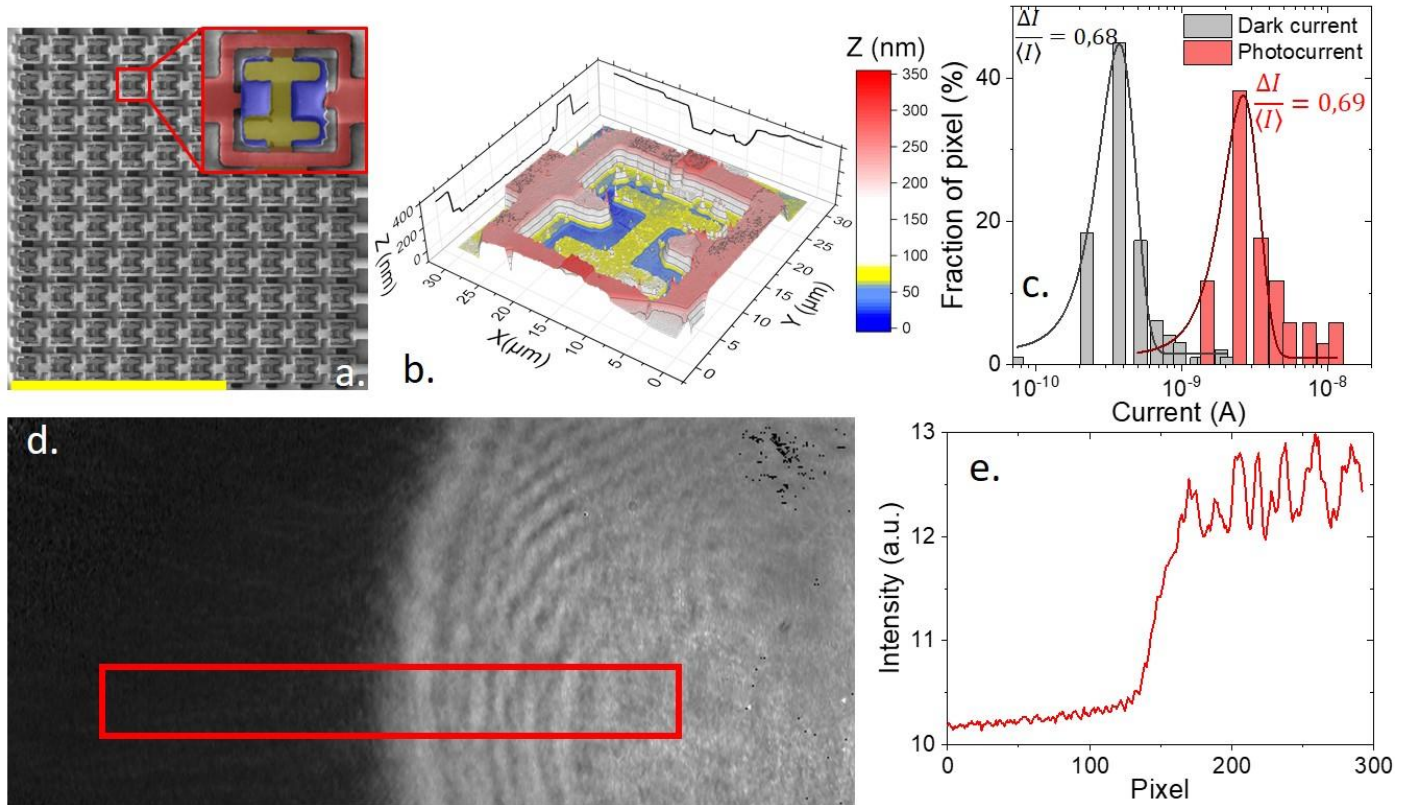 a.
b.
Z (nm)
350
300
250
200
150
100
50
0
400
200
0
Z (nm)
30
25
20
15
10
5
0
X(µm)
30
25
20
15
10
5
0
Y (µm)
c.
ΔI/⟨I⟩ = 0,68
Dark current
Photocurrent
ΔI/⟨I⟩ = 0,69
Fraction of pixel (%)
40
20
0
10⁻¹⁰
10⁻⁹
10⁻⁸
Current (A)
d.
e.
Intensity (a.u.)
13
12
11
10
0
100
200
300
Pixel